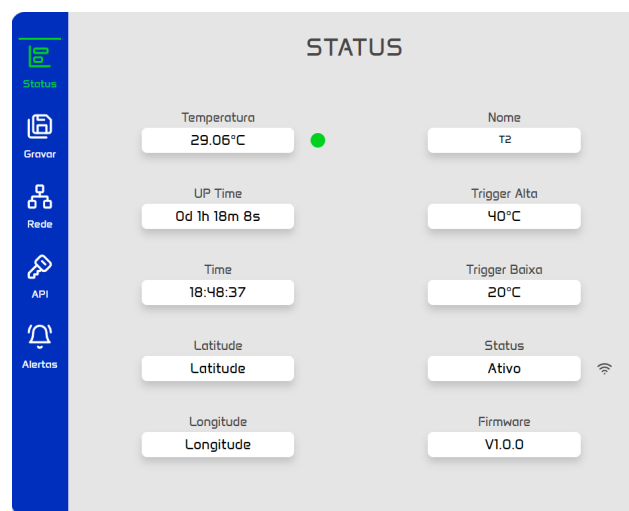 STATUS
Status
Gravar
Rede
API
Alertas
Temperatura
29.06°C
Nome
T2
UP Time
0d 1h 18m 8s
Trigger Alta
40°C
Time
18:48:37
Trigger Baixa
20°C
Latitude
Latitude
Status
Ativo
Longitude
Longitude
Firmware
V1.0.0